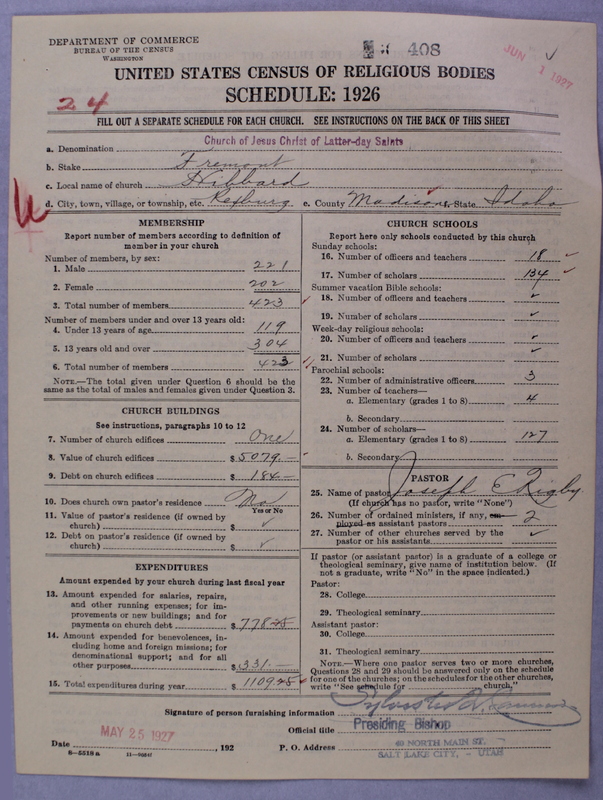 DEPARTMENT OF COMMERCE
BUREAU OF THE CENSUS
WASHINGTON
408
JUN 1 1927
UNITED STATES CENSUS OF RELIGIOUS BODIES
SCHEDULE: 1926
24
FILL OUT A SEPARATE SCHEDULE FOR EACH CHURCH. SEE INSTRUCTIONS ON THE BACK OF THIS SHEET
a. Denomination Church of Jesus Christ of Latter-day Saints
b. Stake Fremont
c. Local name of church Hibbard
d. City, town, village, or township, etc. Rexburg e. County Madison f. State Idaho
MEMBERSHIP
Report number of members according to definition of
member in your church
Number of members, by sex:
1. Male 221
2. Female 202
3. Total number of members 423
Number of members under and over 13 years old:
4. Under 13 years of age 119
5. 13 years old and over 304
6. Total number of members 423
NOTE.—The total given under Question 6 should be
same as the total of males and females given under Question 3.
CHURCH BUILDINGS
See instructions, paragraphs 10 to 12
7. Number of church edifices One
8. Value of church edifices $5079.—
9. Debt on church edifices $184.—
10. Does church own pastor's residence No
Yes or No
11. Value of pastor's residence (if owned by
church) $ ✓
12. Debt on pastor's residence (if owned by
church) $ ✓
EXPENDITURES
Amount expended by your church during last fiscal year
13. Amount expended for salaries, repairs,
and other running expenses; for im-
provements or new buildings; and for
payments on church debt $778 25
14. Amount expended for benevolences, in-
cluding home and foreign missions; for
denominational support; and for all
other purposes $331.—
15. Total expenditures during year $1109 25
CHURCH SCHOOLS
Report here only schools conducted by this church
Sunday schools:
16. Number of officers and teachers 18 ✓
17. Number of scholars 134 ✓
Summer vacation Bible schools:
18. Number of officers and teachers ✓
19. Number of scholars ✓
Week-day religious schools:
20. Number of officers and teachers ✓
21. Number of scholars ✓
Parochial schools:
22. Number of administrative officers 3
23. Number of teachers—
a. Elementary (grades 1 to 8) 4
b. Secondary
24. Number of scholars—
a. Elementary (grades 1 to 8) 127
b. Secondary
PASTOR
25. Name of pastor Joseph E Rigby
(If church has no pastor, write "None")
26. Number of ordained ministers, if any, em-
ployed as assistant pastors 2
27. Number of other churches served by the
pastor or his assistants ✓
If pastor (or assistant pastor) is a graduate of a college or
theological seminary, give name of institution below. (If
not a graduate, write "No" in the space indicated.)
Pastor:
28. College
29. Theological seminary
Assistant pastor:
30. College
31. Theological seminary
NOTE.—Where one pastor serves two or more churches,
Questions 28 and 29 should be answered only on the schedule
for one of the churches; on the schedules for the other churches,
write "See schedule for church."
Signature of person furnishing information Sylvester Q. Cannon
Official title Presiding Bishop
Date MAY 25 1927, 192 P. O. Address 40 NORTH MAIN ST.
SALT LAKE CITY, - UTAH